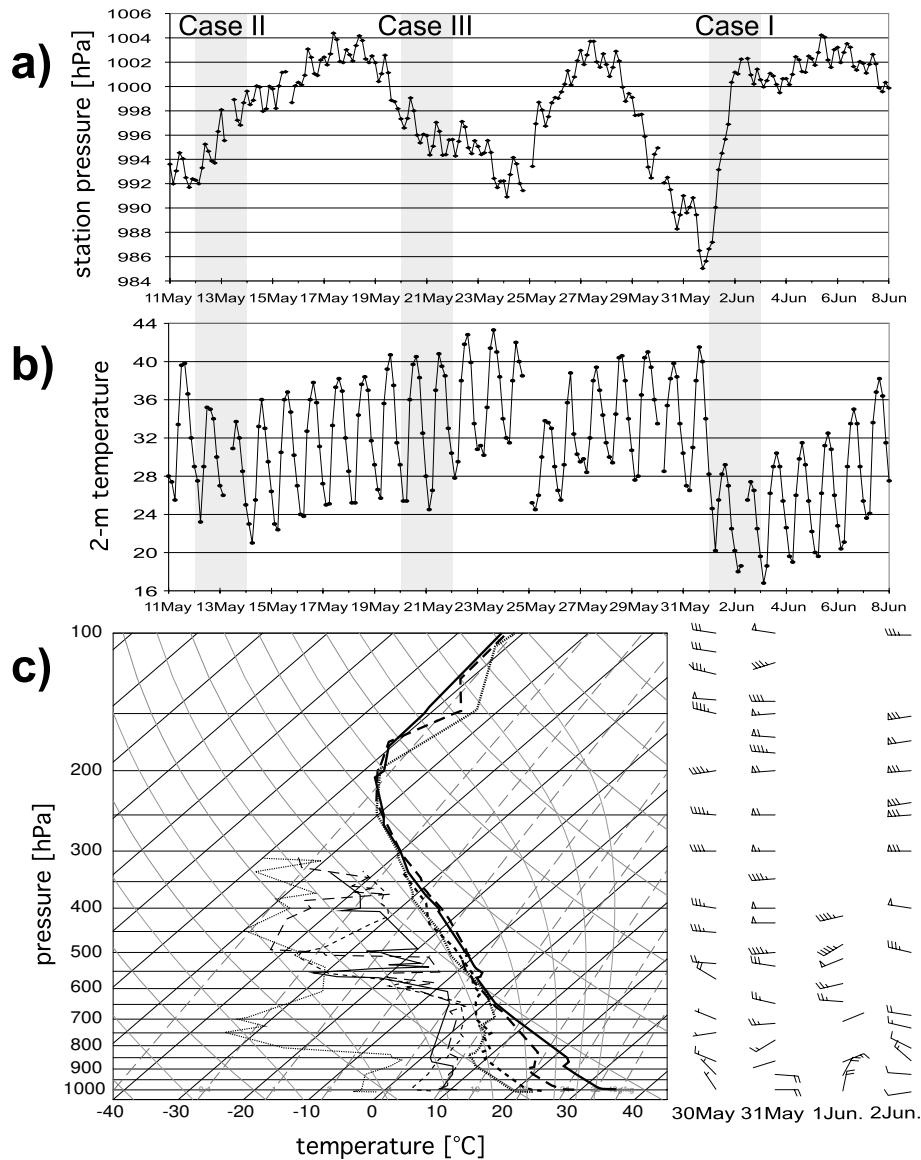 a)
Case II Case III Case I
station pressure [hPa]
1006
1004
1002
1000
998
996
994
992
990
988
986
984
11May 13May 15May 17May 19May 21May 23May 25May 27May 29May 31May 2Jun 4Jun 6Jun 8Jun
b)
2-m temperature
44
40
36
32
28
24
20
16
11May 13May 15May 17May 19May 21May 23May 25May 27May 29May 31May 2Jun 4Jun 6Jun 8Jun
c)
pressure [hPa]
100
200
300
400
500
600
700
800
900
1000
-40 -30 -20 -10 0 10 20 30 40
30May 31May 1Jun. 2Jun.
temperature [°C]